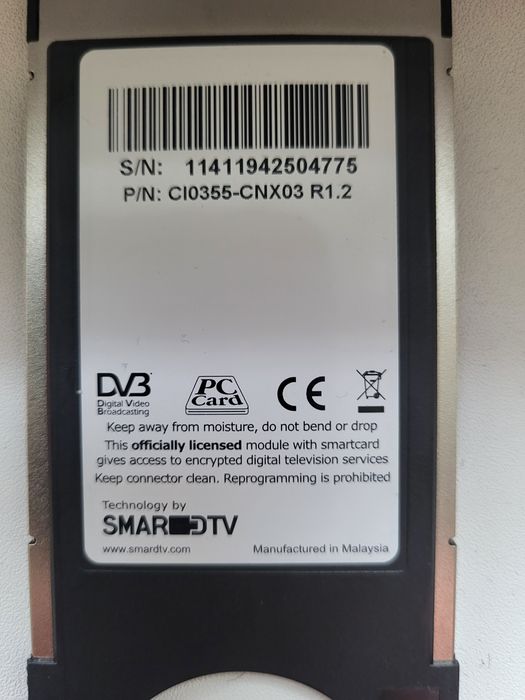 S/N: 11411942504775
P/N: CI0355-CNX03 R1.2
DVB
Digital Video
Broadcasting
PC
Card
CE
Keep away from moisture, do not bend or drop
This officially licensed module with smartcard
gives access to encrypted digital television services
Keep connector clean. Reprogramming is prohibited
Technology by
SMARDTV
www.smardtv.com Manufactured in Malaysia